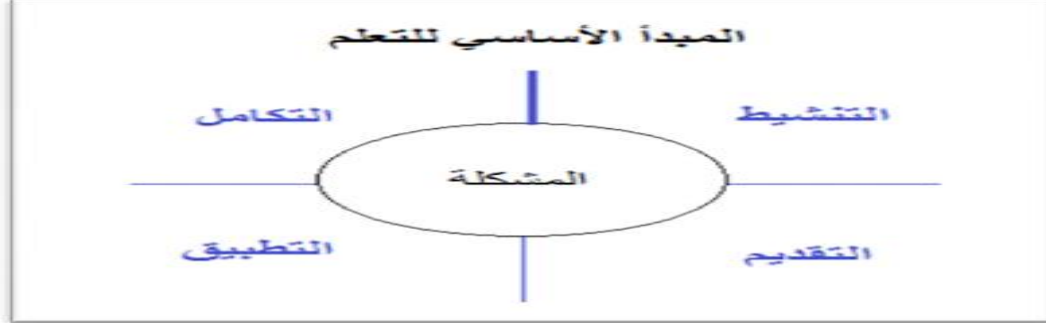 المبدأ الأساسي للتعلم
التنشيط
التكامل
المشكلة
التقديم
التطبيق